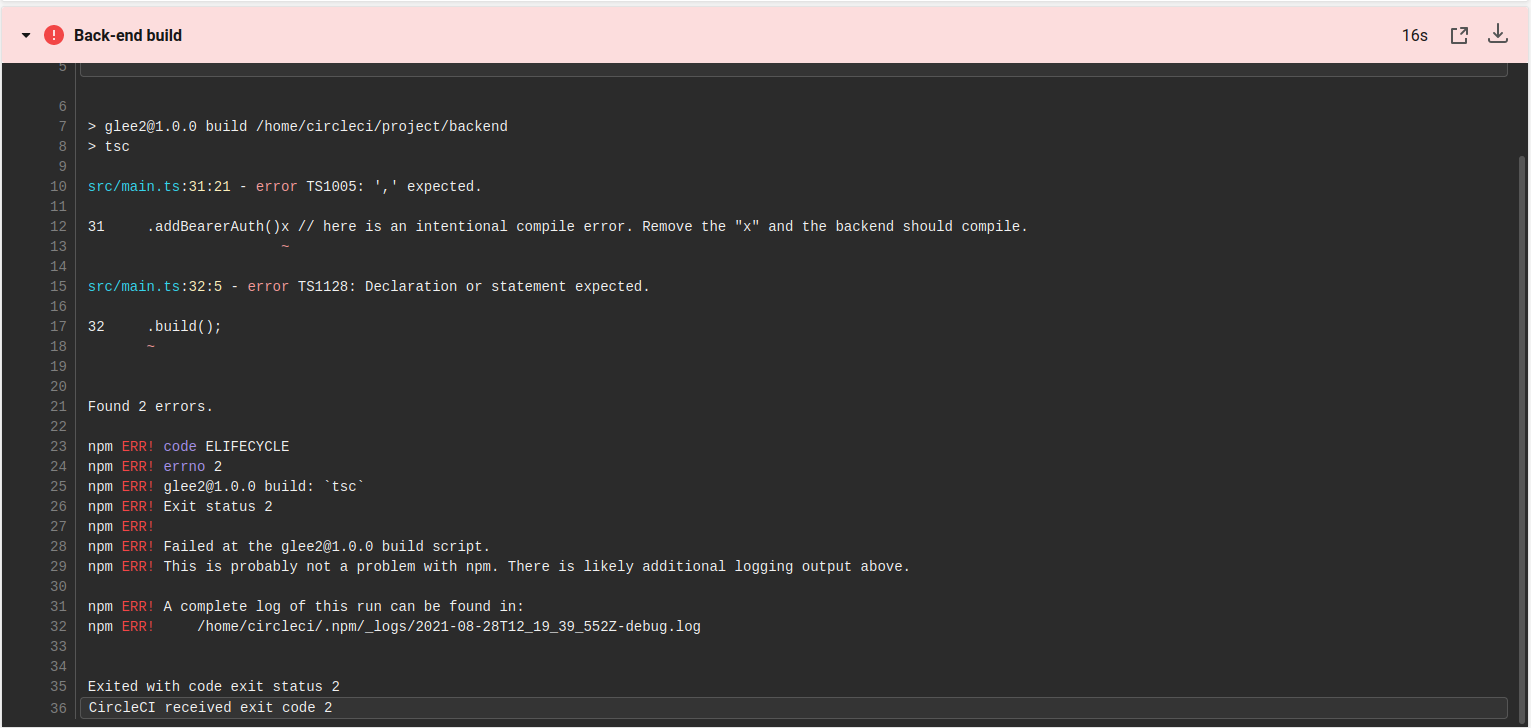 Back-end build 16s
5
6
7 > glee2@1.0.0 build /home/circleci/project/backend
8 > tsc
9
10 src/main.ts:31:21 - error TS1005: ',' expected.
11
12 31     .addBearerAuth()x // here is an intentional compile error. Remove the "x" and the backend should compile.
13 ~
14
15 src/main.ts:32:5 - error TS1128: Declaration or statement expected.
16
17 32     .build();
18 ~
19
20
21 Found 2 errors.
22
23 npm ERR! code ELIFECYCLE
24 npm ERR! errno 2
25 npm ERR! glee2@1.0.0 build: `tsc`
26 npm ERR! Exit status 2
27 npm ERR!
28 npm ERR! Failed at the glee2@1.0.0 build script.
29 npm ERR! This is probably not a problem with npm. There is likely additional logging output above.
30
31 npm ERR! A complete log of this run can be found in:
32 npm ERR!     /home/circleci/.npm/_logs/2021-08-28T12_19_39_552Z-debug.log
33
34
35 Exited with code exit status 2
36 CircleCI received exit code 2